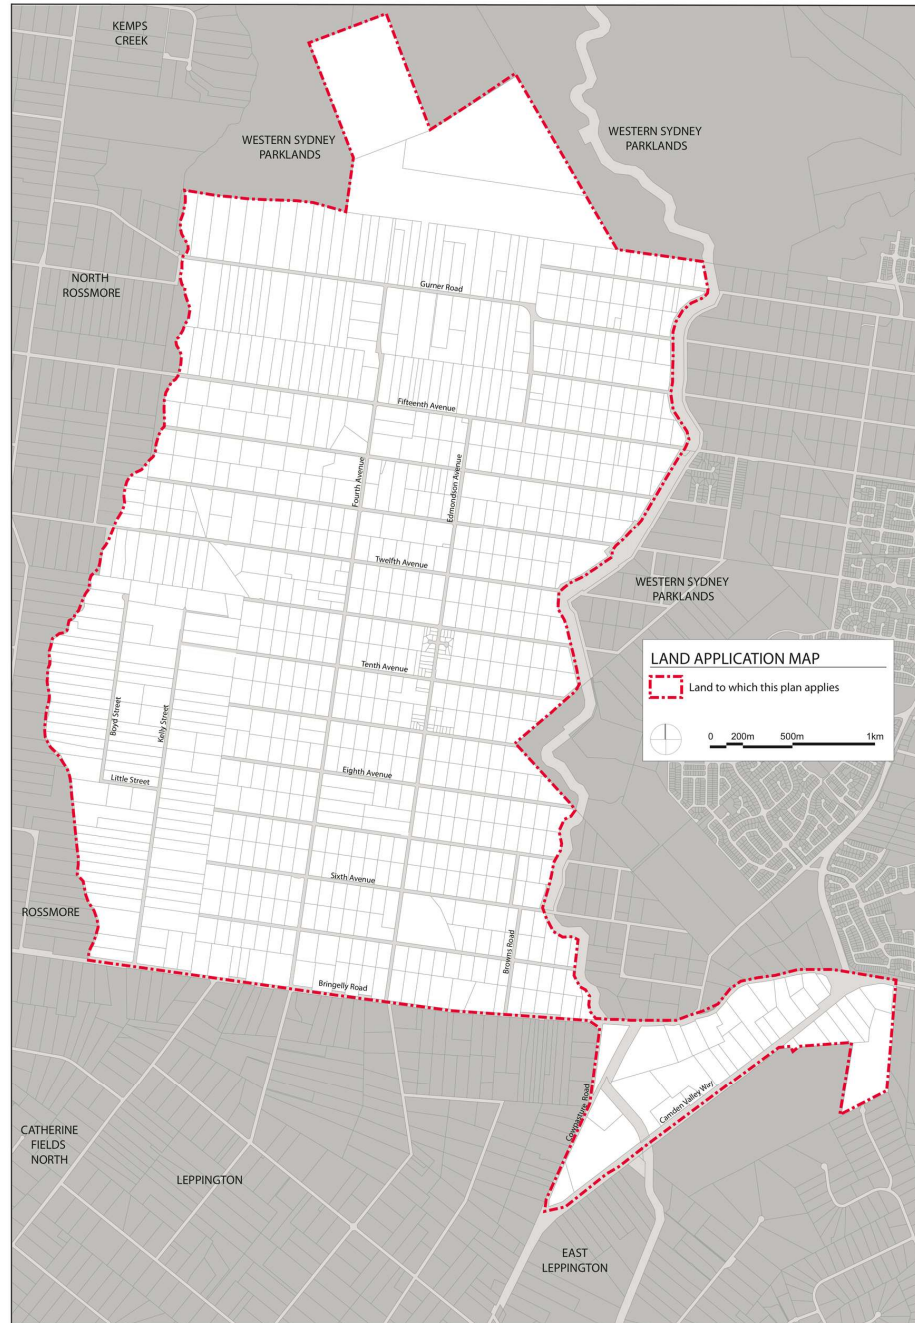 KEMPS
CREEK
WESTERN SYDNEY
PARKLANDS
WESTERN SYDNEY
PARKLANDS
NORTH
ROSSMORE
Gurner Road
Fifteenth Avenue
Fourth Avenue
Edmondson Avenue
Twelfth Avenue
WESTERN SYDNEY
PARKLANDS
LAND APPLICATION MAP
Land to which this plan applies
0 200m 500m 1km
Tenth Avenue
Boyd Street
Kelly Street
Little Street
Eighth Avenue
Sixth Avenue
ROSSMORE
Browns Road
Bringelly Road
Cowpasture Road
Camden Valley Way
CATHERINE
FIELDS
NORTH
LEPPINGTON
EAST
LEPPINGTON